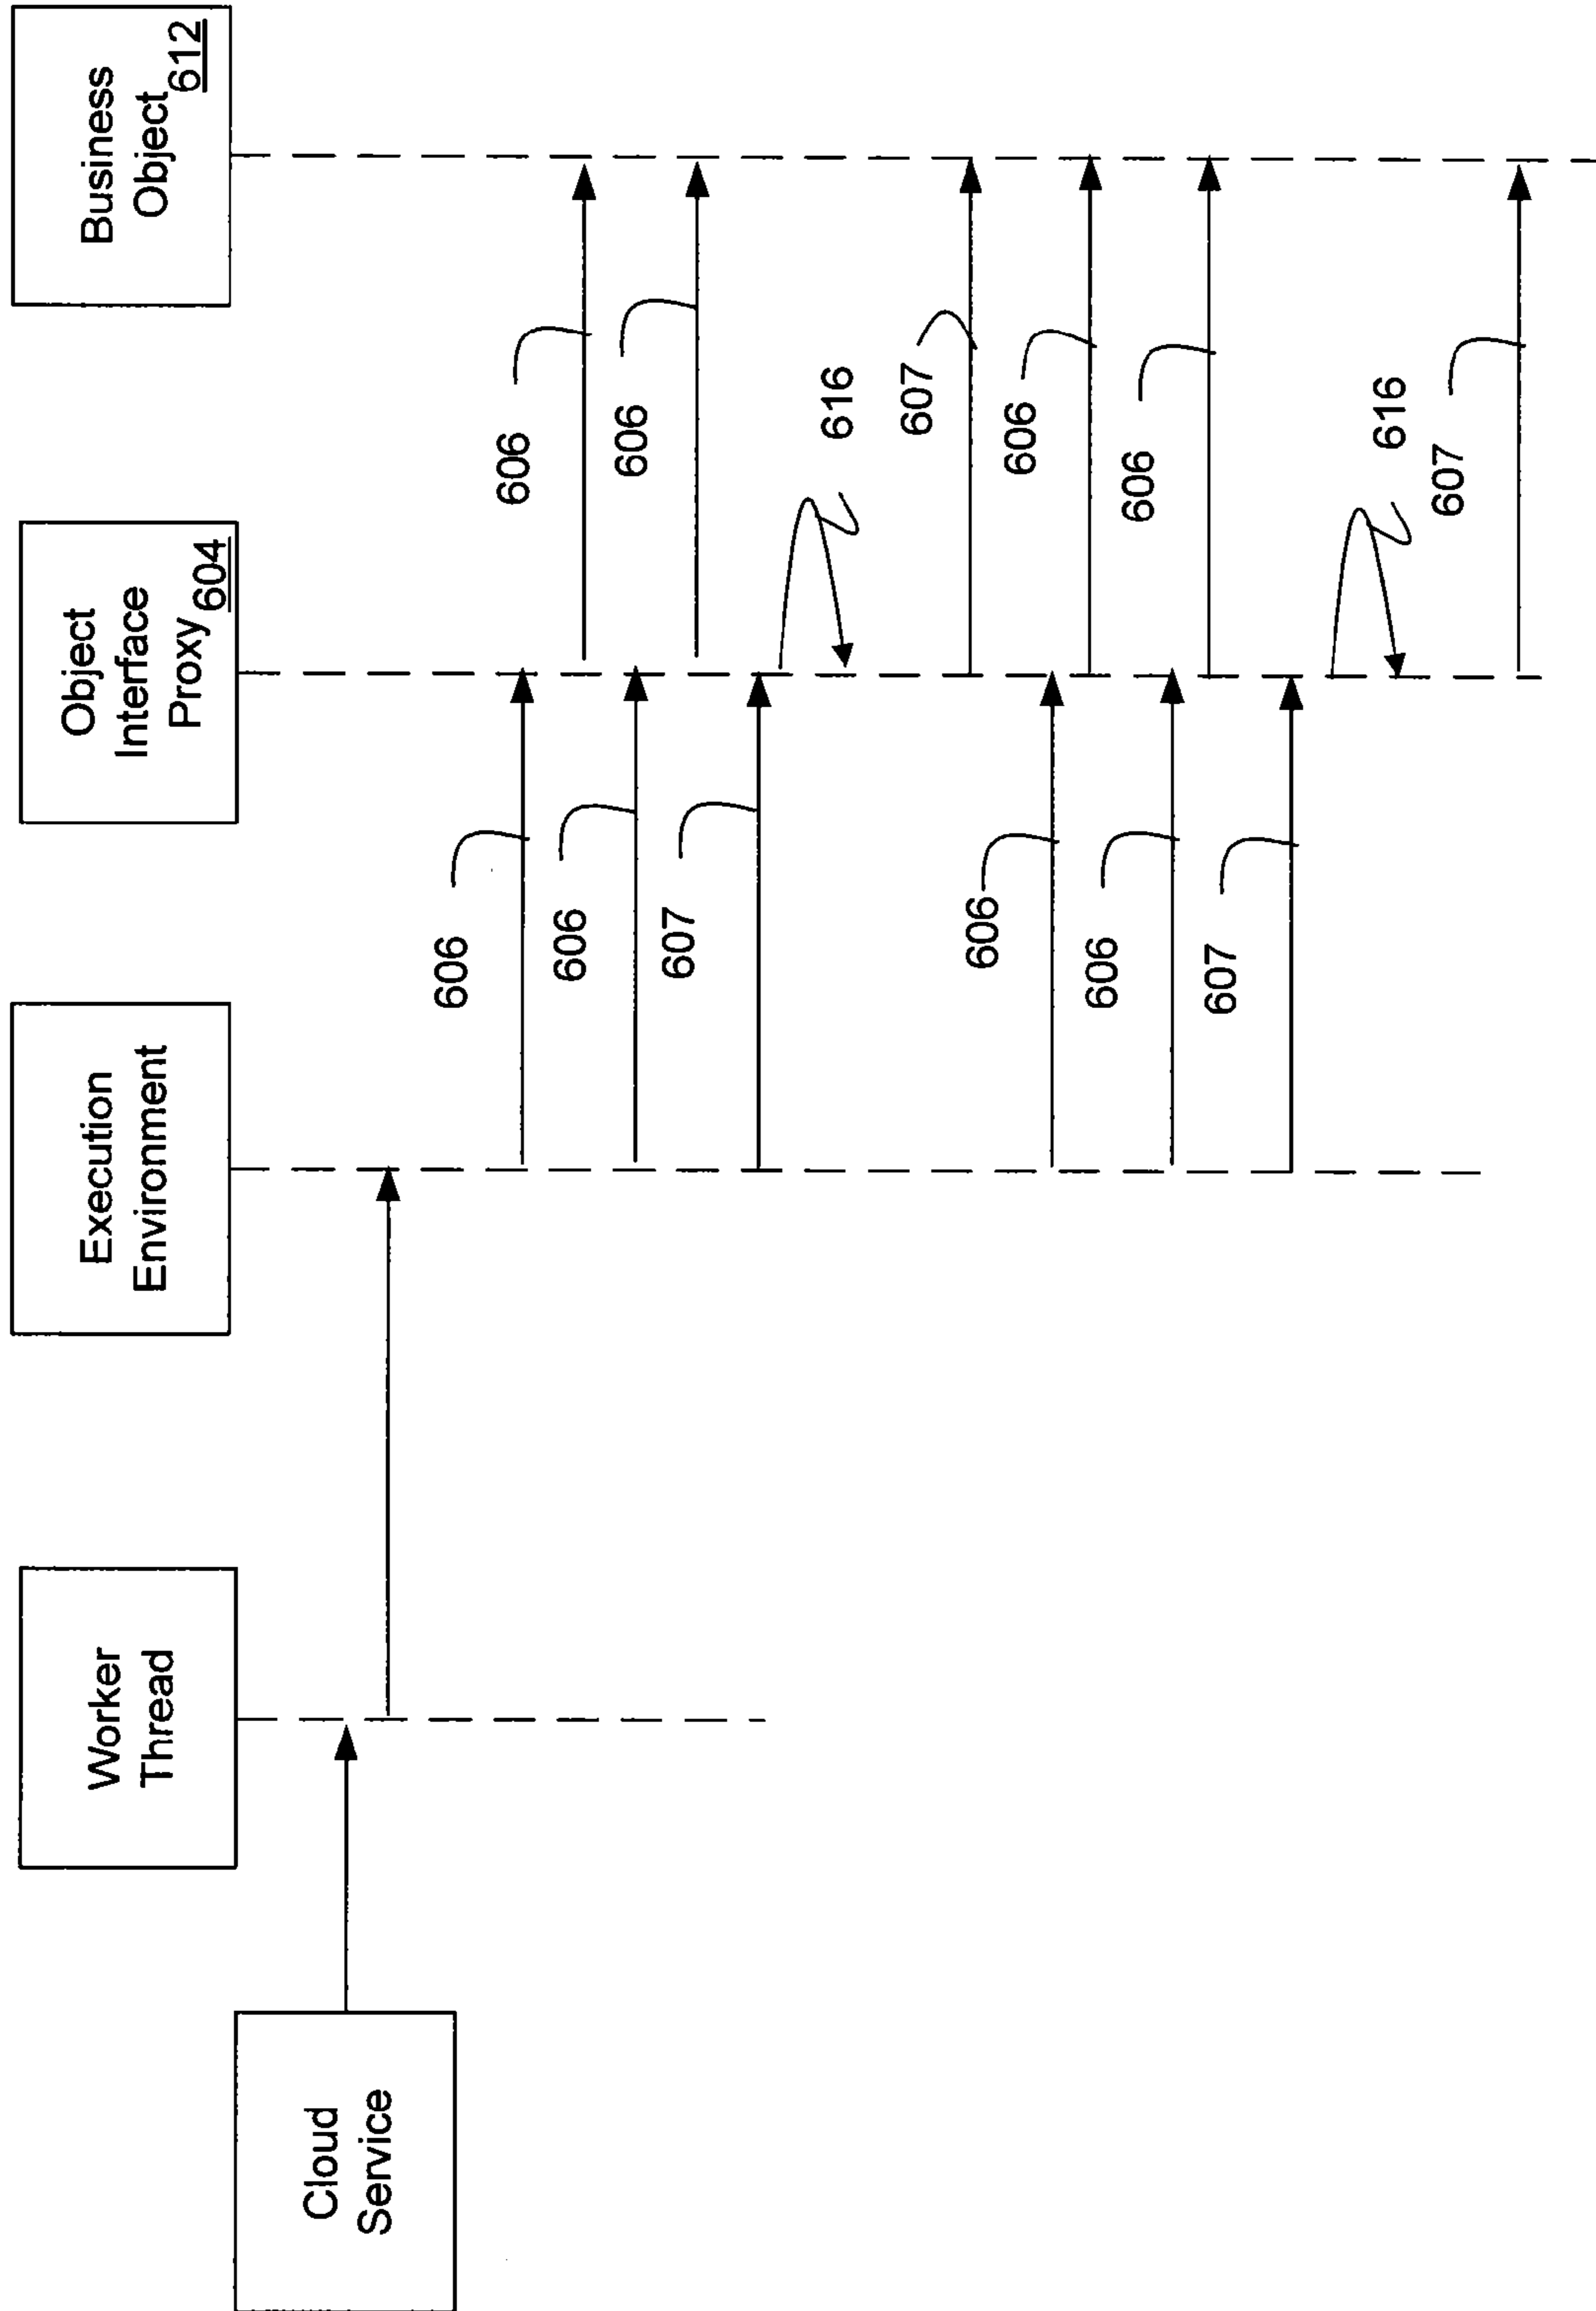 Cloud
Service
Worker
Thread
Execution
Environment
Object
Interface
Proxy 604
Business
Object 612
606
606
606
606
607
616
607
606
606
606
606
607
616
607